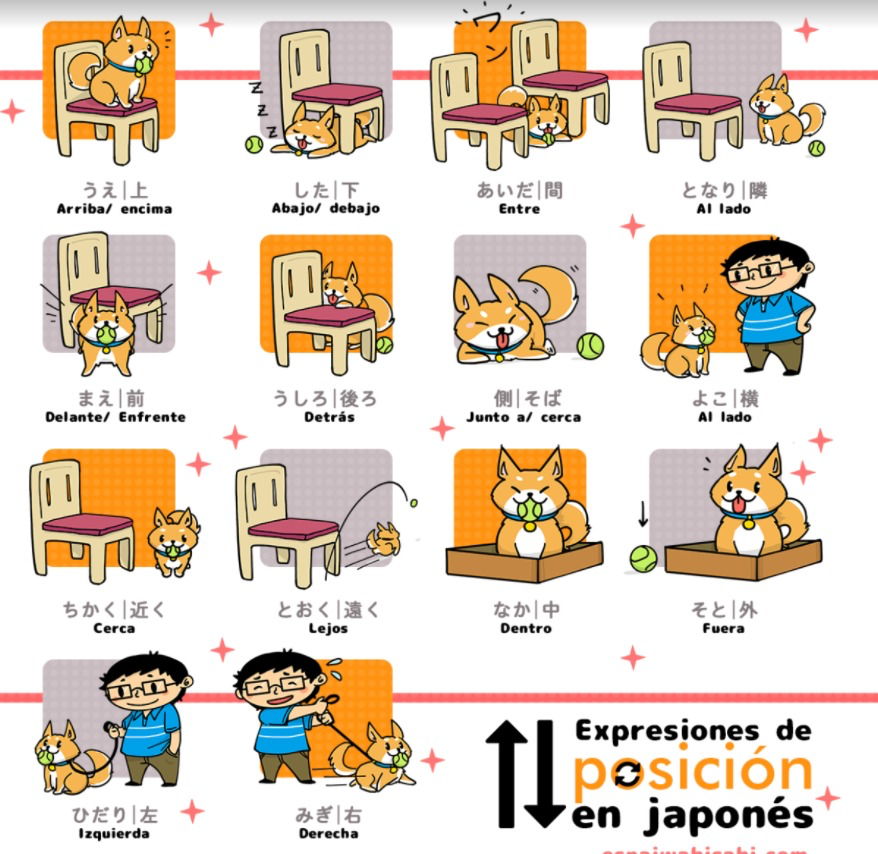 ワン
うえ|上
Arriba/ encima
Z
Z
Z
した|下
Abajo/ debajo
あいだ|間
Entre
となり|隣
Al lado
まえ|前
Delante/ Enfrente
うしろ|後ろ
Detrás
側|そば
Junto a/ cerca
よこ|横
Al lado
ちかく|近く
Cerca
とおく|遠く
Lejos
なか|中
Dentro
そと|外
Fuera
ひだり|左
Izquierda
みぎ|右
Derecha
Expresiones de
posición
en japonés